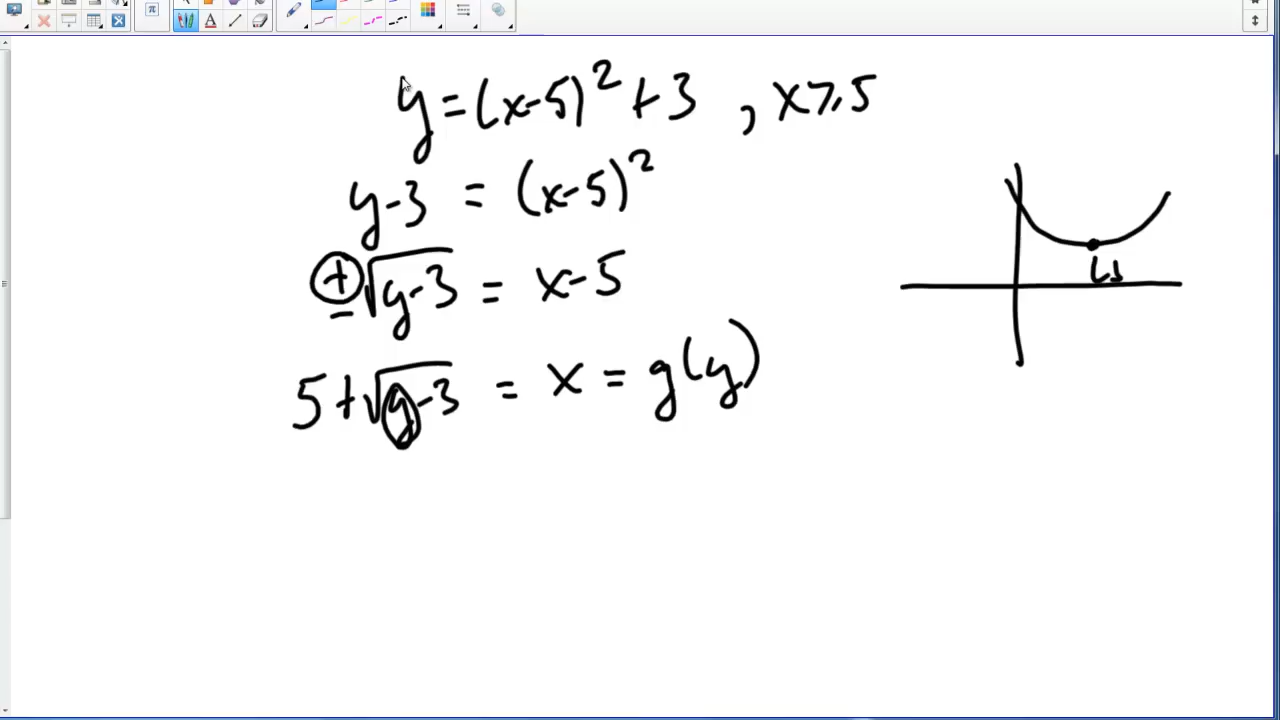 y = (x-5)² + 3 , x ≥ 5
y-3 = (x-5)²
±√(y-3) = x-5
5+√(y-3) = x = g(y)